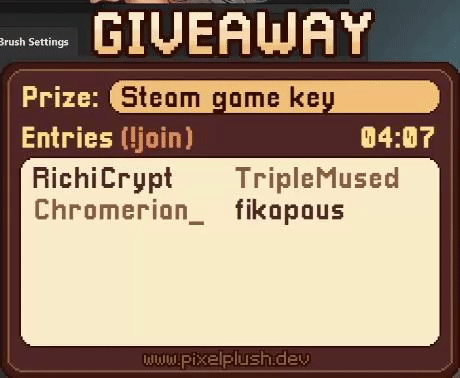 GIVEAWAY
Brush Settings
Prize: Steam game key
Entries (!join) 04:07
RichiCrypt TripleMused
Chromerian_ fikapaus
www.pixelplush.dev